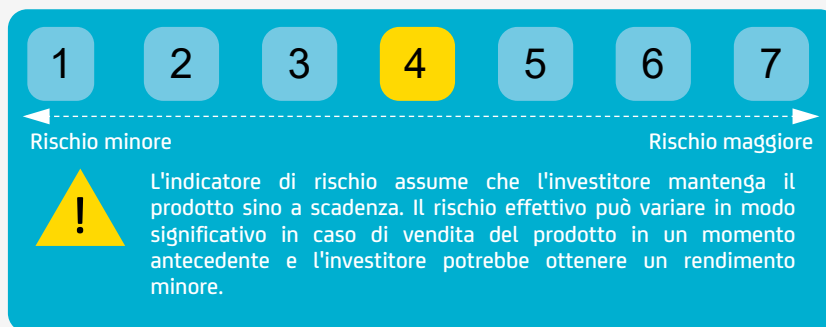 1 2 3 4 5 6 7
Rischio minore Rischio maggiore
!
L'indicatore di rischio assume che l'investitore mantenga il
prodotto sino a scadenza. Il rischio effettivo può variare in modo
significativo in caso di vendita del prodotto in un momento
antecedente e l'investitore potrebbe ottenere un rendimento
minore.